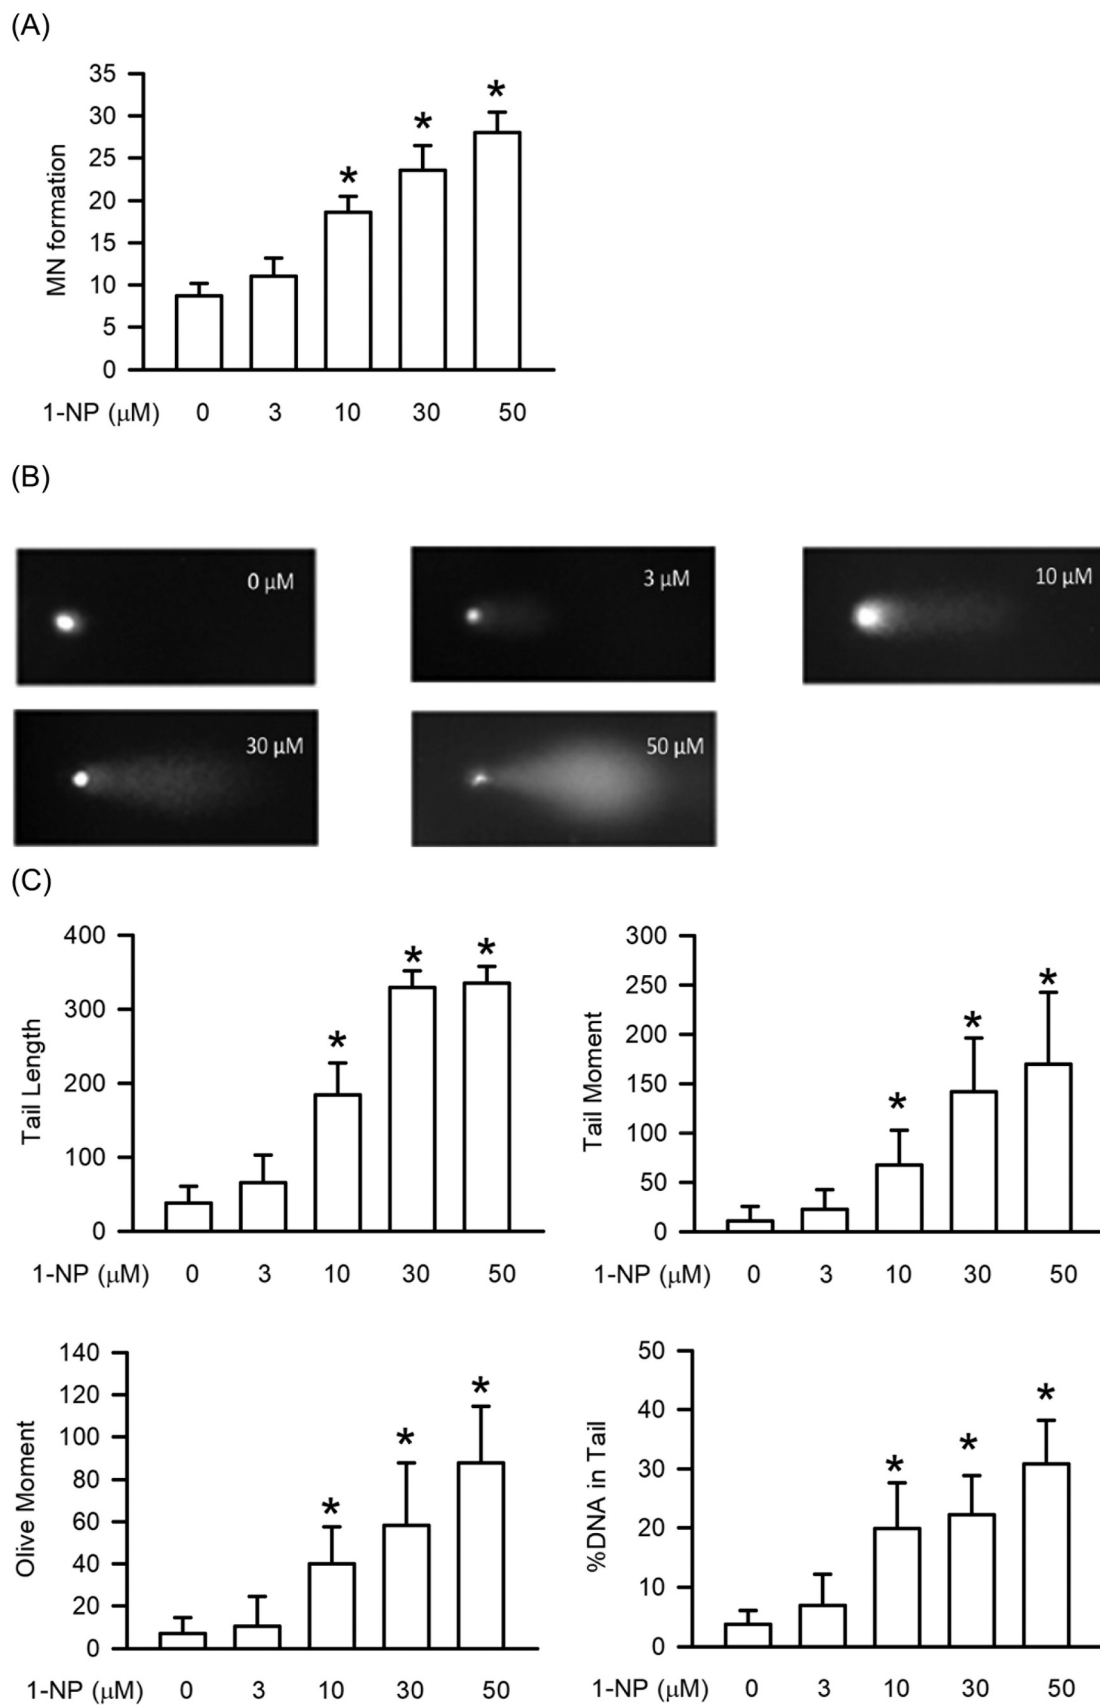 (A)
35
30
25
20
15
10
5
0
MN formation
* * *
1-NP (μM) 0 3 10 30 50
(B)
0 μM
3 μM
10 μM
30 μM
50 μM
(C)
400
300
200
100
0
Tail Length
* * *
1-NP (μM) 0 3 10 30 50
300
250
200
150
100
50
0
Tail Moment
* * *
1-NP (μM) 0 3 10 30 50
140
120
100
80
60
40
20
0
Olive Moment
* * *
1-NP (μM) 0 3 10 30 50
50
40
30
20
10
0
%DNA in Tail
* * *
1-NP (μM) 0 3 10 30 50